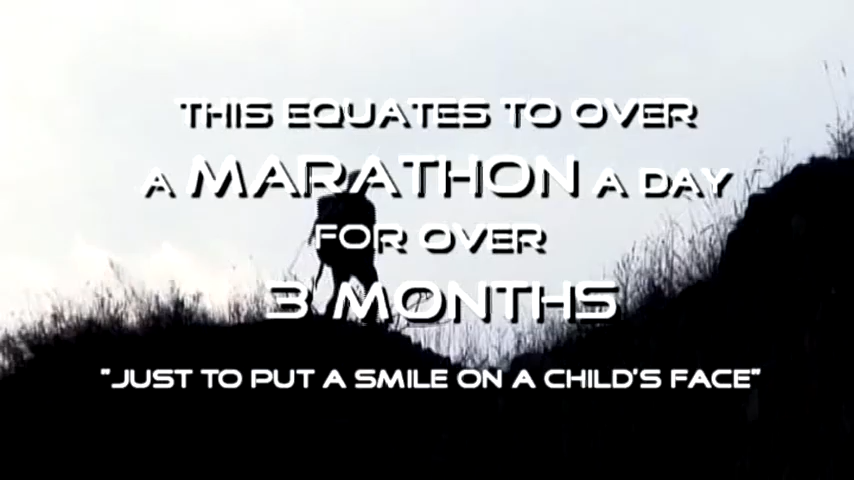 THIS EQUATES TO OVER
A MARATHON A DAY
FOR OVER
3 MONTHS
"JUST TO PUT A SMILE ON A CHILD'S FACE"